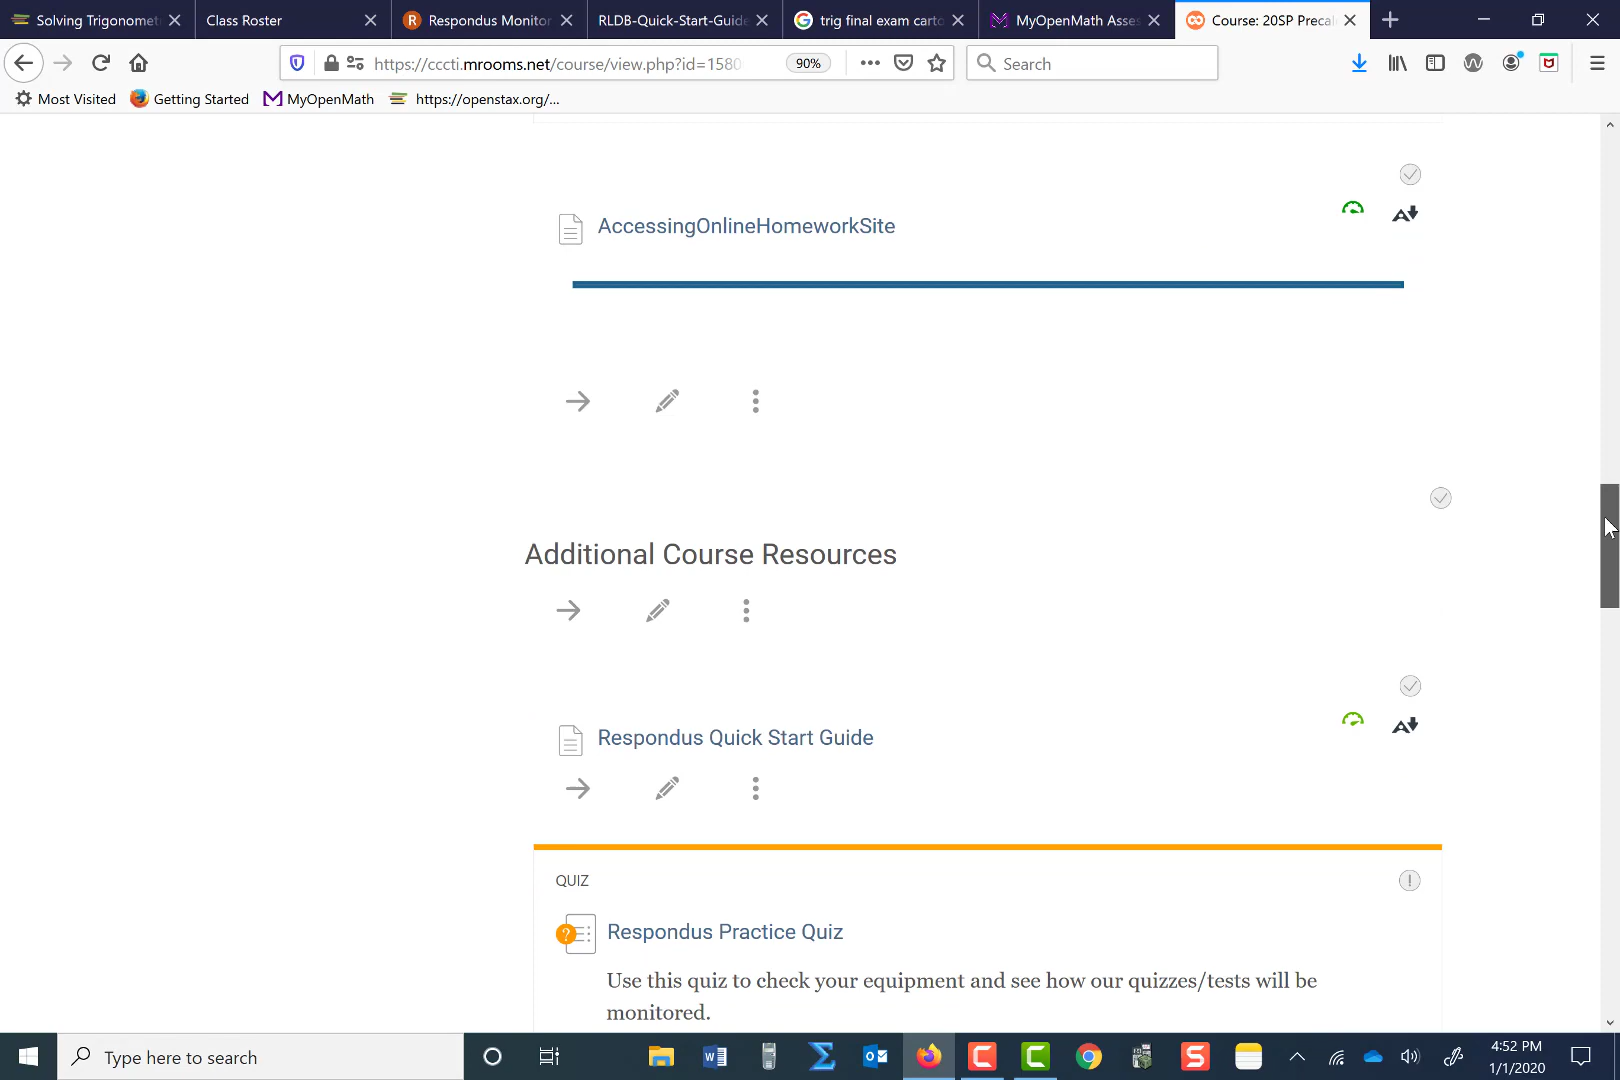 Solving Trigonomet
Class Roster
Respondus Monitor
RLDB-Quick-Start-Guide
trig final exam carto
MyOpenMath Asses
Course: 20SP Precal
https://cccti.mrooms.net/course/view.php?id=1580
90%
Search
Most Visited
Getting Started
MyOpenMath
https://openstax.org/...
AccessingOnlineHomeworkSite
Additional Course Resources
Respondus Quick Start Guide
QUIZ
Respondus Practice Quiz
Use this quiz to check your equipment and see how our quizzes/tests will be
monitored.
Type here to search
4:52 PM
1/1/2020